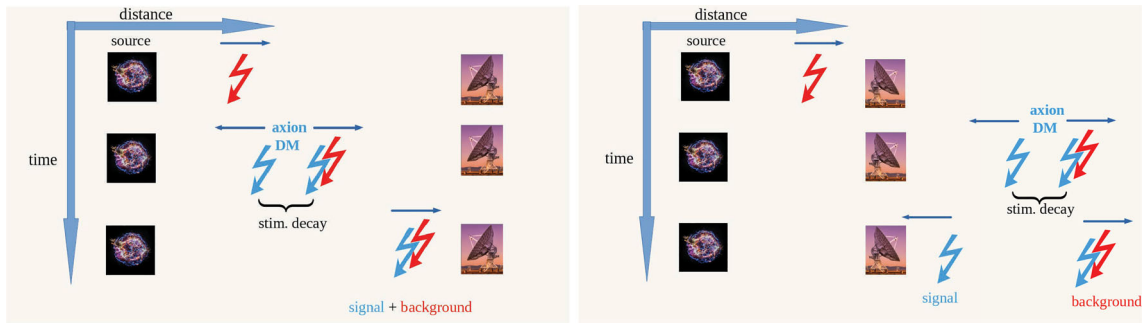 distance
source
axion
DM
time
stim. decay
signal + background
distance
source
axion
DM
time
stim. decay
signal
background